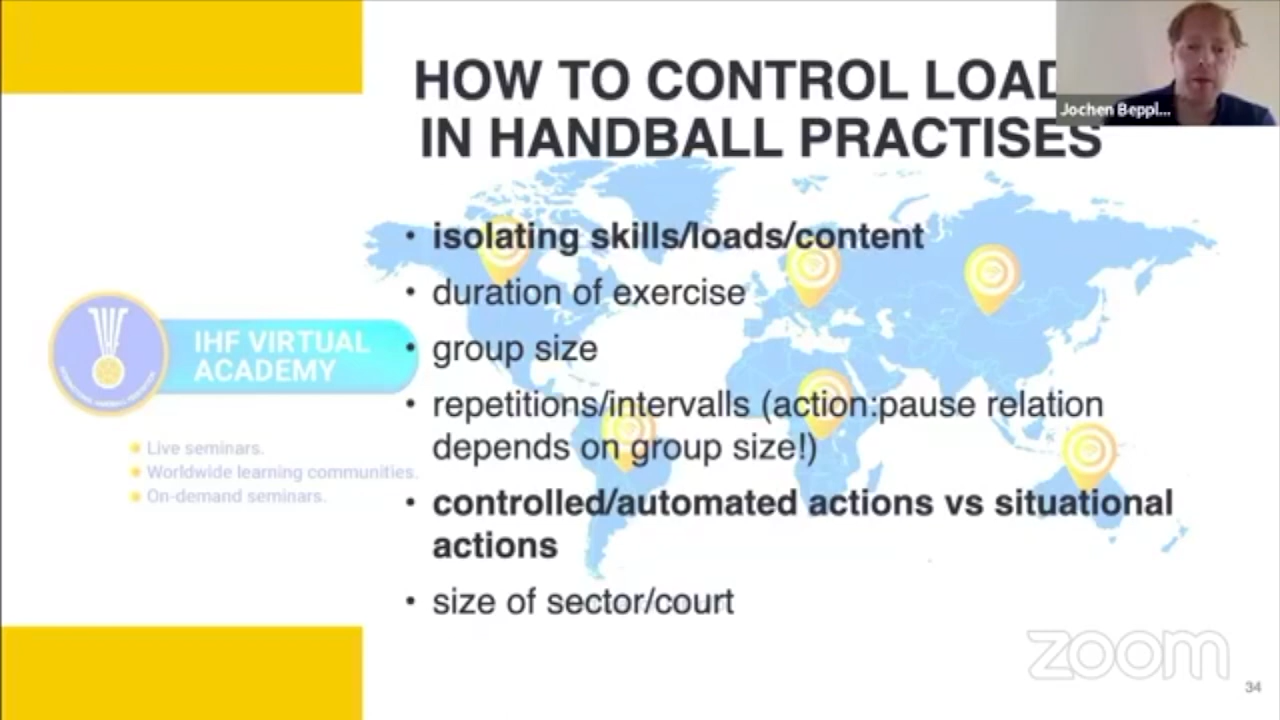 HOW TO CONTROL LOAD
IN HANDBALL PRACTISES
Jochen Beppl...
• isolating skills/loads/content
• duration of exercise
• group size
• repetitions/intervalls (action:pause relation
depends on group size!)
• controlled/automated actions vs situational
actions
• size of sector/court
IHF VIRTUAL
ACADEMY
Live seminars.
Worldwide learning communities.
On-demand seminars.
zoom
34